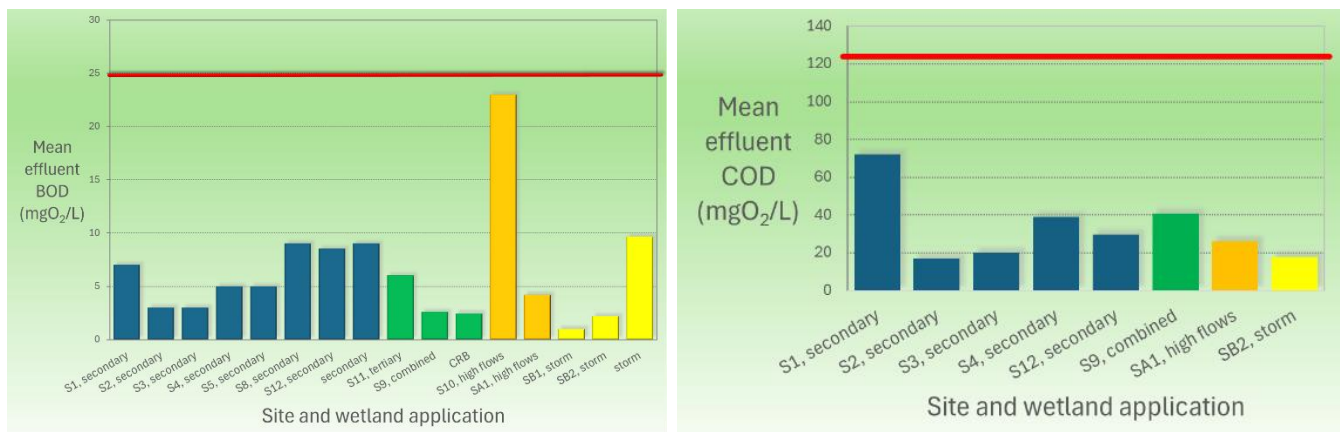 30
25
20
15
10
5
0
Mean
effluent
BOD
(mgO₂/L)
S1, secondary
S2, secondary
S3, secondary
S4, secondary
S5, secondary
S8, secondary
S12, secondary
secondary
S11, tertiary
S9, combined
CRB
S10, high flows
SA1, high flows
SB1, storm
SB2, storm
storm
Site and wetland application
140
120
100
80
60
40
20
0
Mean
effluent
COD
(mgO₂/L)
S1, secondary
S2, secondary
S3, secondary
S4, secondary
S12, secondary
S9, combined
SA1, high flows
SB2, storm
Site and wetland application